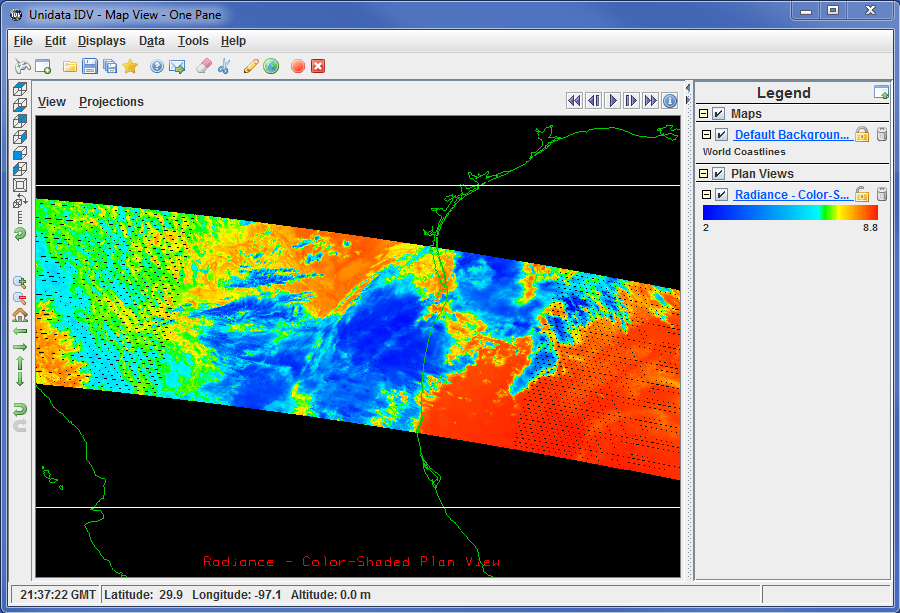 Unidata IDV - Map View - One Pane
File Edit Displays Data Tools Help
View Projections
Legend
Maps
Default Backgroun...
World Coastlines
Plan Views
Radiance - Color-S...
2 8.8
Radiance - Color-Shaded Plan View
21:37:22 GMT Latitude: 29.9 Longitude: -97.1 Altitude: 0.0 m